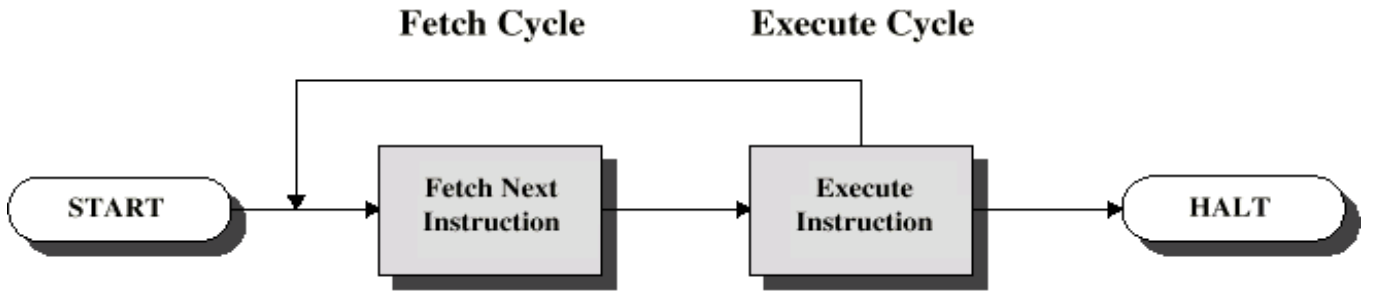 Fetch Cycle
Execute Cycle
START
Fetch Next
Instruction
Execute
Instruction
HALT